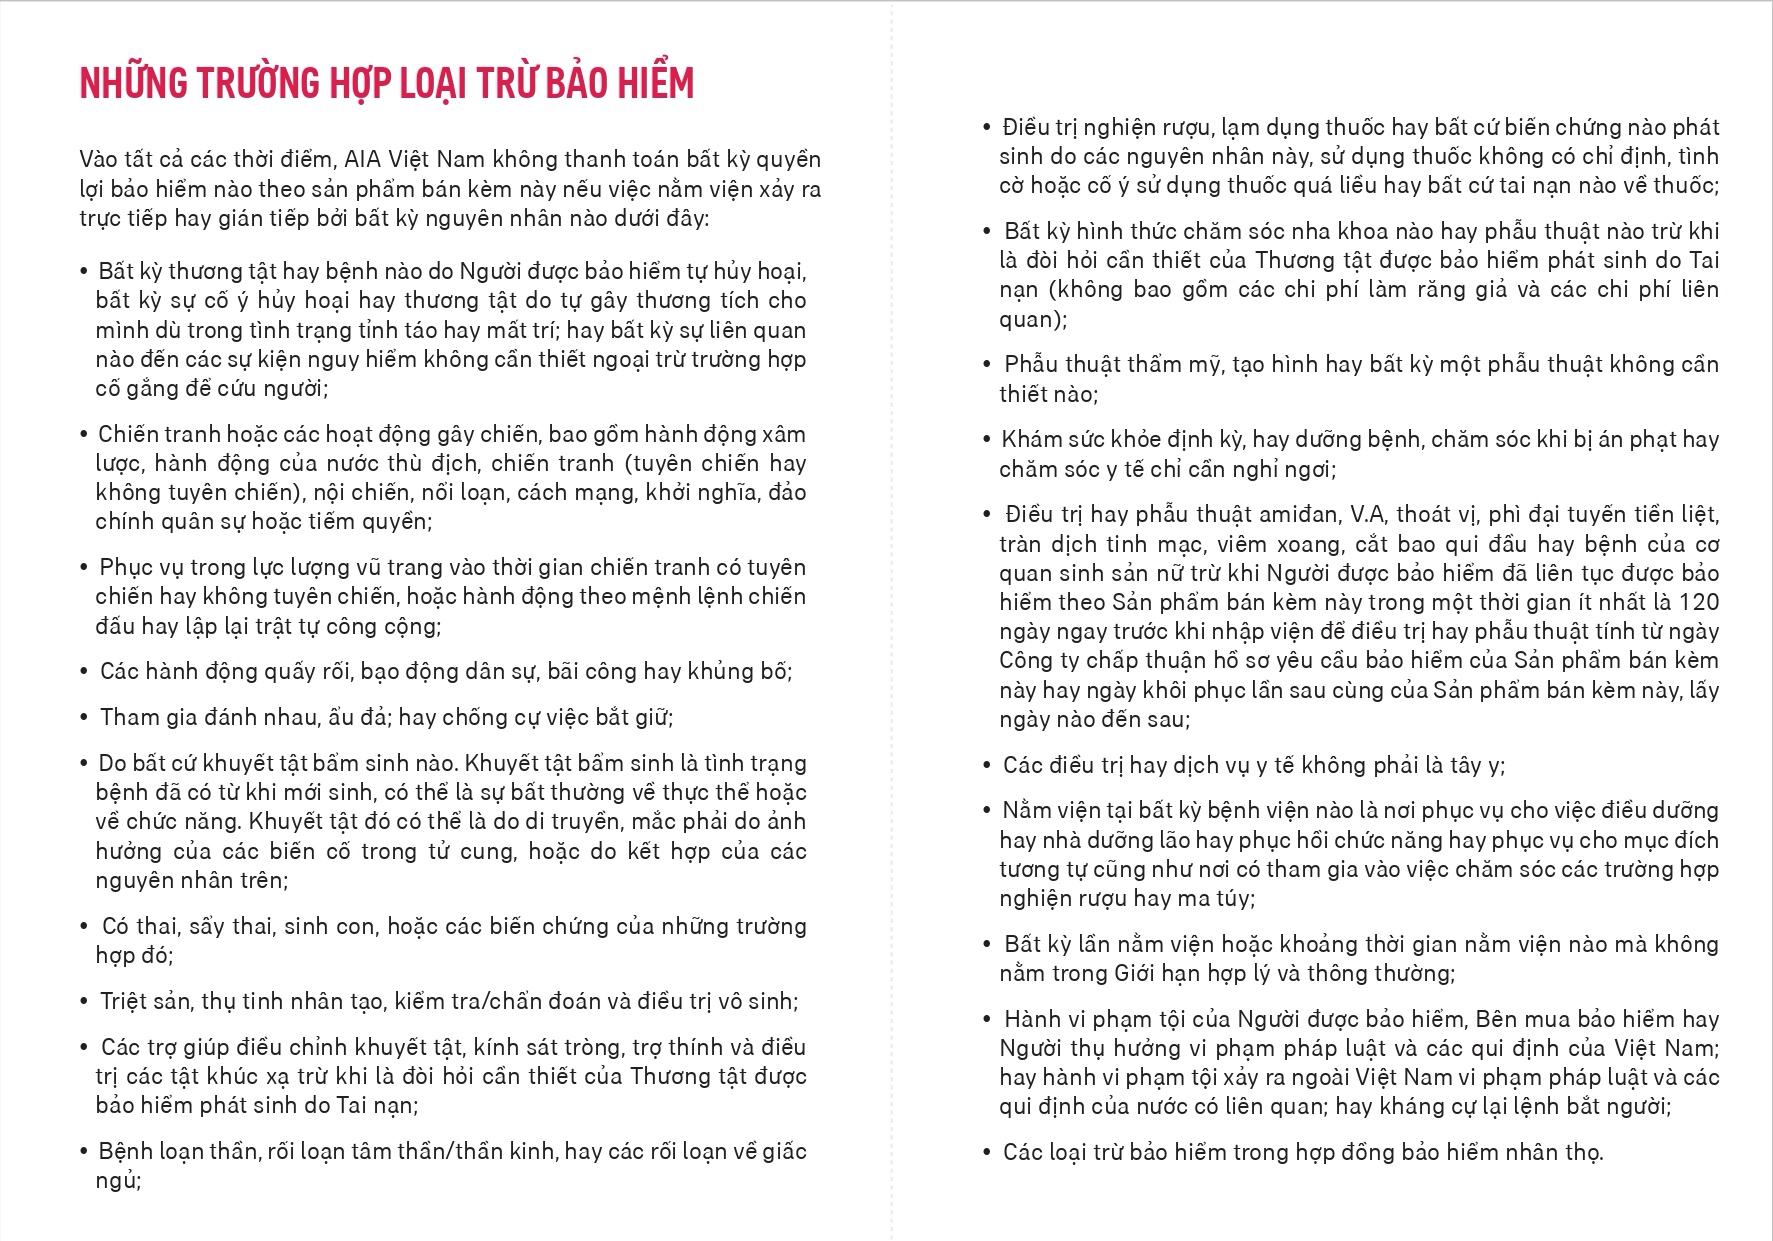 NHỮNG TRƯỜNG HỢP LOẠI TRỪ BẢO HIỂM
Vào tất cả các thời điểm, AIA Việt Nam không thanh toán bất kỳ quyền
lợi bảo hiểm nào theo sản phẩm bán kèm này nếu việc nằm viện xảy ra
trực tiếp hay gián tiếp bởi bất kỳ nguyên nhân nào dưới đây:
• Bất kỳ thương tật hay bệnh nào do Người được bảo hiểm tự hủy hoại,
bất kỳ sự cố ý hủy hoại hay thương tật do tự gây thương tích cho
mình dù trong tình trạng tỉnh táo hay mất trí; hay bất kỳ sự liên quan
nào đến các sự kiện nguy hiểm không cần thiết ngoại trừ trường hợp
cố gắng để cứu người;
• Chiến tranh hoặc các hoạt động gây chiến, bao gồm hành động xâm
lược, hành động của nước thù địch, chiến tranh (tuyên chiến hay
không tuyên chiến), nội chiến, nổi loạn, cách mạng, khởi nghĩa, đảo
chính quân sự hoặc tiếm quyền;
• Phục vụ trong lực lượng vũ trang vào thời gian chiến tranh có tuyên
chiến hay không tuyên chiến, hoặc hành động theo mệnh lệnh chiến
đấu hay lập lại trật tự công cộng;
• Các hành động quấy rối, bạo động dân sự, bãi công hay khủng bố;
• Tham gia đánh nhau, ẩu đả; hay chống cự việc bắt giữ;
• Do bất cứ khuyết tật bẩm sinh nào. Khuyết tật bẩm sinh là tình trạng
bệnh đã có từ khi mới sinh, có thể là sự bất thường về thực thể hoặc
về chức năng. Khuyết tật đó có thể là do di truyền, mắc phải do ảnh
hưởng của các biến cố trong tử cung, hoặc do kết hợp của các
nguyên nhân trên;
• Có thai, sẩy thai, sinh con, hoặc các biến chứng của những trường
hợp đó;
• Triệt sản, thụ tinh nhân tạo, kiểm tra/chẩn đoán và điều trị vô sinh;
• Các trợ giúp điều chỉnh khuyết tật, kính sát tròng, trợ thính và điều
trị các tật khúc xạ trừ khi là đòi hỏi cần thiết của Thương tật được
bảo hiểm phát sinh do Tai nạn;
• Bệnh loạn thần, rối loạn tâm thần/thần kinh, hay các rối loạn về giấc
ngủ;
• Điều trị nghiện rượu, lạm dụng thuốc hay bất cứ biến chứng nào phát
sinh do các nguyên nhân này, sử dụng thuốc không có chỉ định, tình
cờ hoặc cố ý sử dụng thuốc quá liều hay bất cứ tai nạn nào về thuốc;
• Bất kỳ hình thức chăm sóc nha khoa nào hay phẫu thuật nào trừ khi
là đòi hỏi cần thiết của Thương tật được bảo hiểm phát sinh do Tai
nạn (không bao gồm các chi phí làm răng giả và các chi phí liên
quan);
• Phẫu thuật thẩm mỹ, tạo hình hay bất kỳ một phẫu thuật không cần
thiết nào;
• Khám sức khỏe định kỳ, hay dưỡng bệnh, chăm sóc khi bị án phạt hay
chăm sóc y tế chỉ cần nghỉ ngơi;
• Điều trị hay phẫu thuật amiđan, V.A, thoát vị, phì đại tuyến tiền liệt,
tràn dịch tinh mạc, viêm xoang, cắt bao qui đầu hay bệnh của cơ
quan sinh sản nữ trừ khi Người được bảo hiểm đã liên tục được bảo
hiểm theo Sản phẩm bán kèm này trong một thời gian ít nhất là 120
ngày ngay trước khi nhập viện để điều trị hay phẫu thuật tính từ ngày
Công ty chấp thuận hồ sơ yêu cầu bảo hiểm của Sản phẩm bán kèm
này hay ngày khôi phục lần sau cùng của Sản phẩm bán kèm này, lấy
ngày nào đến sau;
• Các điều trị hay dịch vụ y tế không phải là tây y;
• Nằm viện tại bất kỳ bệnh viện nào là nơi phục vụ cho việc điều dưỡng
hay nhà dưỡng lão hay phục hồi chức năng hay phục vụ cho mục đích
tương tự cũng như nơi có tham gia vào việc chăm sóc các trường hợp
nghiện rượu hay ma túy;
• Bất kỳ lần nằm viện hoặc khoảng thời gian nằm viện nào mà không
nằm trong Giới hạn hợp lý và thông thường;
• Hành vi phạm tội của Người được bảo hiểm, Bên mua bảo hiểm hay
Người thụ hưởng vi phạm pháp luật và các qui định của Việt Nam;
hay hành vi phạm tội xảy ra ngoài Việt Nam vi phạm pháp luật và các
qui định của nước có liên quan; hay kháng cự lại lệnh bắt người;
• Các loại trừ bảo hiểm trong hợp đồng bảo hiểm nhân thọ.